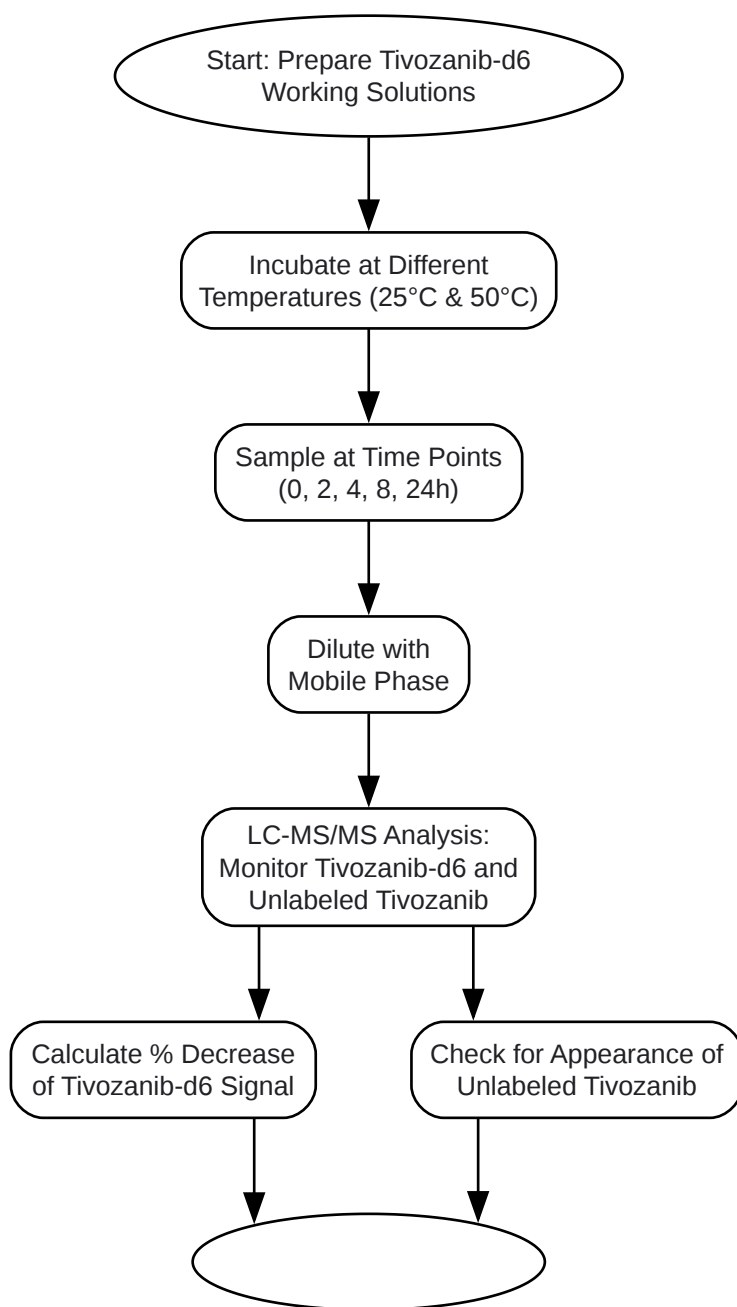 Start: Prepare Tivozanib-d6
Working Solutions
Incubate at Different
Temperatures (25°C & 50°C)
Sample at Time Points
(0, 2, 4, 8, 24h)
Dilute with
Mobile Phase
LC-MS/MS Analysis:
Monitor Tivozanib-d6 and
Unlabeled Tivozanib
Calculate % Decrease
of Tivozanib-d6 Signal
Check for Appearance of
Unlabeled Tivozanib